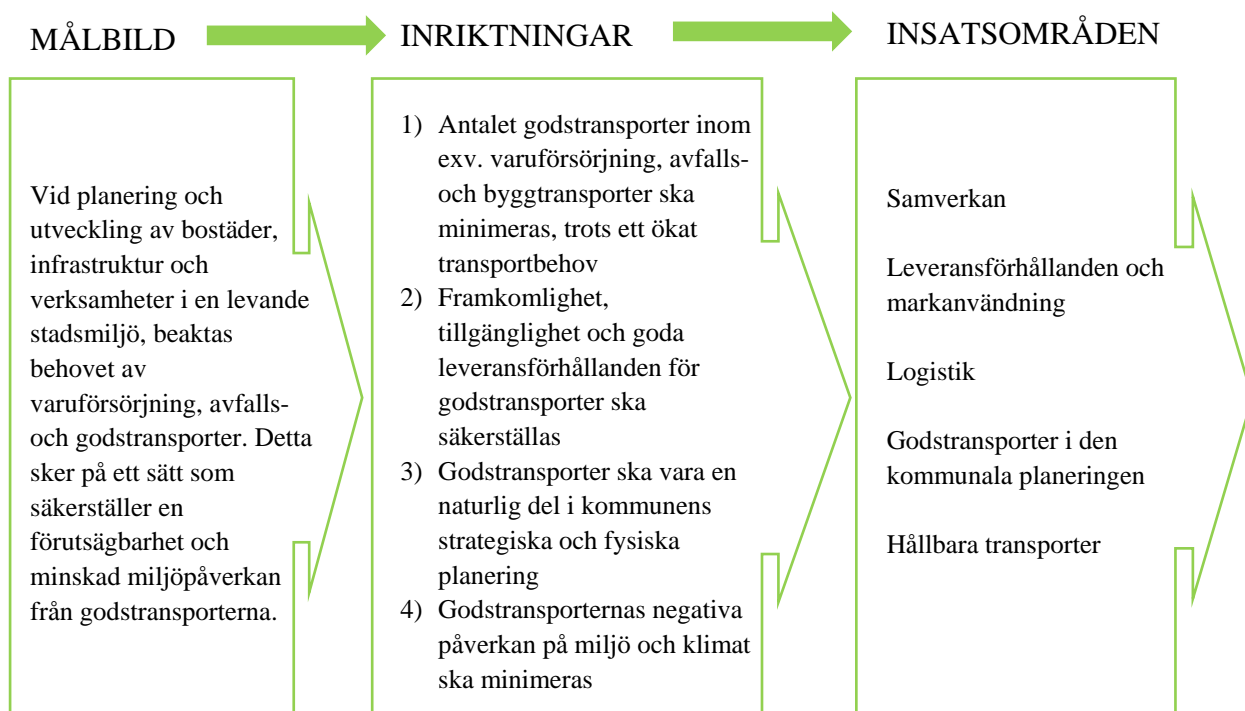 MÅLBILD
INRIKTNINGAR
INSATSOMRÅDEN
Vid planering och
utveckling av bostäder,
infrastruktur och
verksamheter i en levande
stadsmiljö, beaktas
behovet av
varuförsörjning, avfalls-
och godstransporter. Detta
sker på ett sätt som
säkerställer en
förutsägbarhet och
minskad miljöpåverkan
från godstransporterna.
1) Antalet godstransporter inom
exv. varuförsörjning, avfalls-
och byggtransporter ska
minimeras, trots ett ökat
transportbehov
2) Framkomlighet,
tillgänglighet och goda
leveransförhållanden för
godstransporter ska
säkerställas
3) Godstransporter ska vara en
naturlig del i kommunens
strategiska och fysiska
planering
4) Godstransporternas negativa
påverkan på miljö och klimat
ska minimeras
Samverkan
Leveransförhållanden och
markanvändning
Logistik
Godstransporter i den
kommunala planeringen
Hållbara transporter